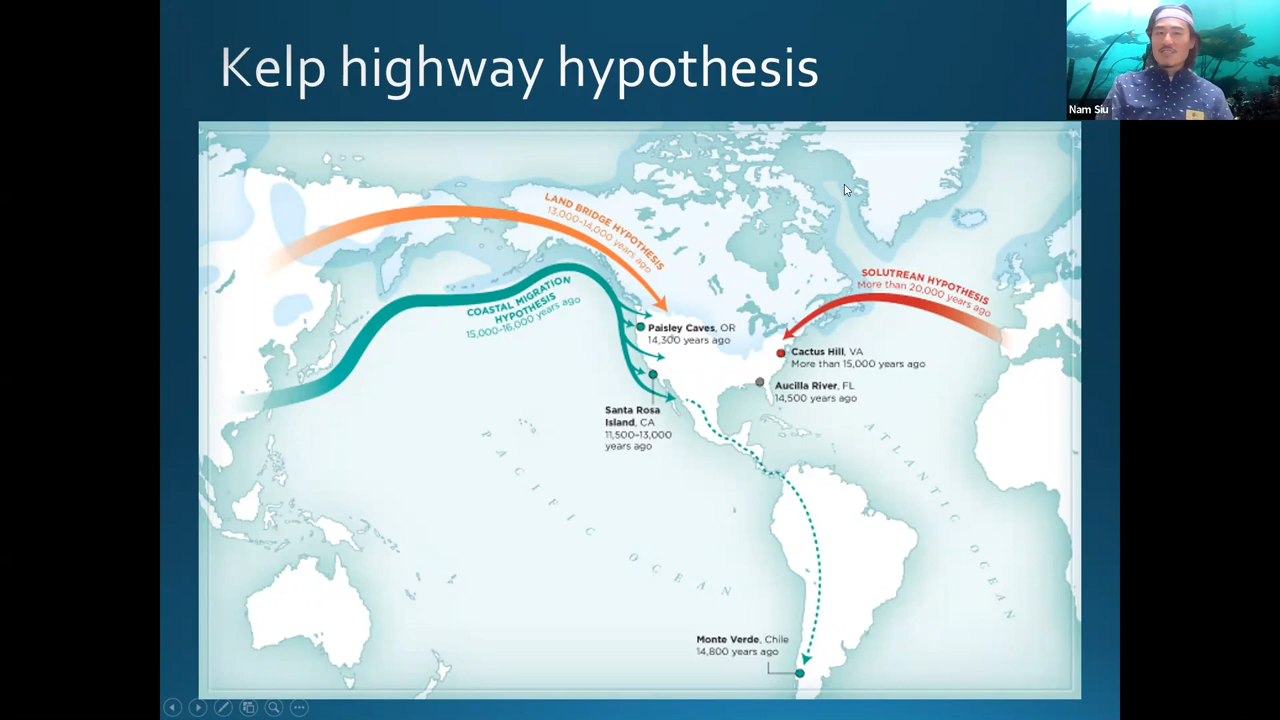 Kelp highway hypothesis
Nam Siu
LAND BRIDGE HYPOTHESIS
13,000–14,000 years ago
COASTAL MIGRATION
HYPOTHESIS
15,000–16,000 years ago
SOLUTREAN HYPOTHESIS
More than 20,000 years ago
Paisley Caves, OR
14,300 years ago
Cactus Hill, VA
More than 15,000 years ago
Aucilla River, FL
14,500 years ago
Santa Rosa
Island, CA
11,500–13,000
years ago
PACIFIC OCEAN
ATLANTIC OCEAN
Monte Verde, Chile
14,800 years ago